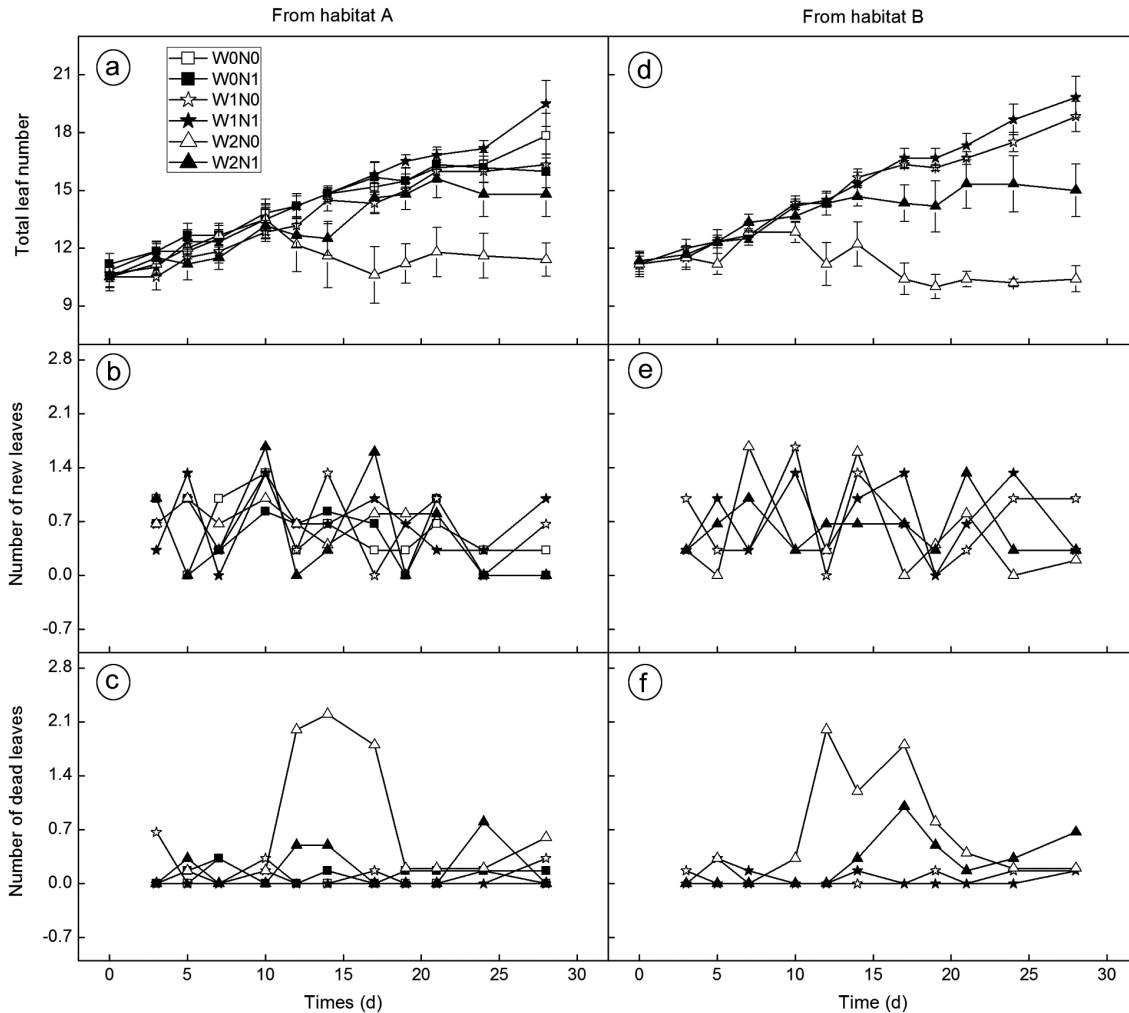 From habitat A
From habitat B
a
W0N0
W0N1
W1N0
W1N1
W2N0
W2N1
d
Total leaf number
21
18
15
12
9
b
e
Number of new leaves
2.8
2.1
1.4
0.7
0.0
-0.7
c
f
Number of dead leaves
2.8
2.1
1.4
0.7
0.0
-0.7
0 5 10 15 20 25 30
0 5 10 15 20 25 30
Times (d)
Time (d)